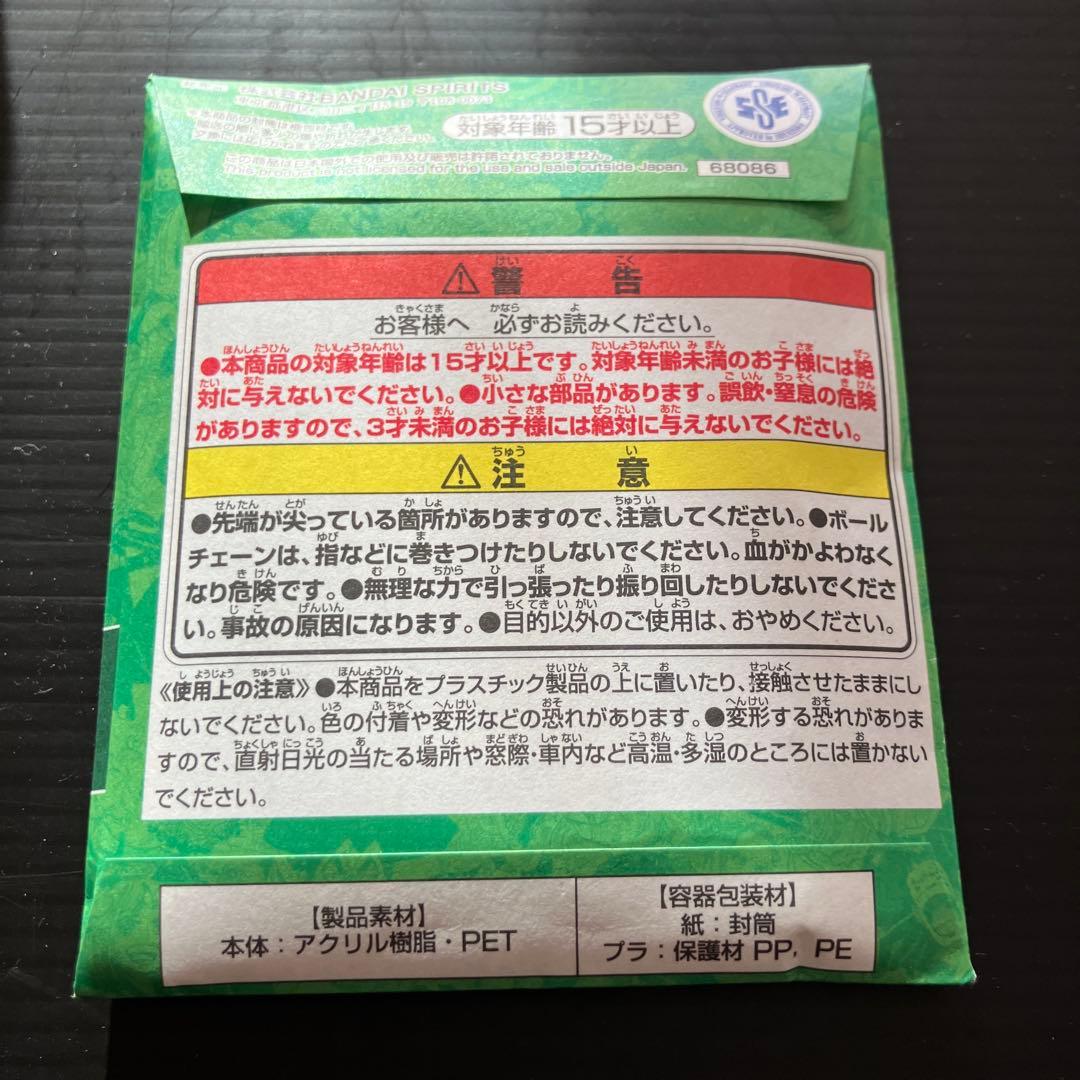 BANDAI SPIRITS
対象年齢 15才以上
この商品は日本国外での使用及び販売は許諾されておりません。
This product is not licensed for the use and sale outside Japan.
68086
⚠警告
お客様へ 必ずお読みください。
●本商品の対象年齢は15才以上です。対象年齢未満のお子様には絶
対に与えないでください。●小さな部品があります。誤飲・窒息の危険
がありますので、3才未満のお子様には絶対に与えないでください。
⚠注意
●先端が尖っている箇所がありますので、注意してください。●ボール
チェーンは、指などに巻きつけたりしないでください。血がかよわなく
なり危険です。●無理な力で引っ張ったり振り回したりしないでくださ
い。事故の原因になります。●目的以外のご使用は、おやめください。
《使用上の注意》●本商品をプラスチック製品の上に置いたり、接触させたままにし
ないでください。色の付着や変形などの恐れがあります。●変形する恐れがありま
すので、直射日光の当たる場所や窓際・車内など高温・多湿のところには置かない
でください。
【製品素材】
本体：アクリル樹脂・PET
【容器包装材】
紙：封筒
プラ：保護材 PP, PE